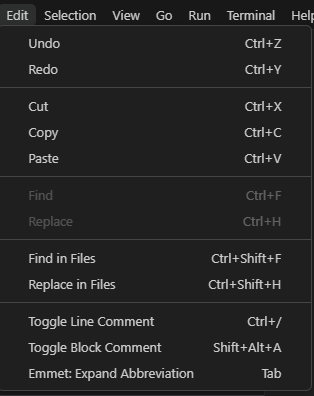 Edit Selection View Go Run Terminal Help
Undo Ctrl+Z
Redo Ctrl+Y
Cut Ctrl+X
Copy Ctrl+C
Paste Ctrl+V
Find Ctrl+F
Replace Ctrl+H
Find in Files Ctrl+Shift+F
Replace in Files Ctrl+Shift+H
Toggle Line Comment Ctrl+/
Toggle Block Comment Shift+Alt+A
Emmet: Expand Abbreviation Tab